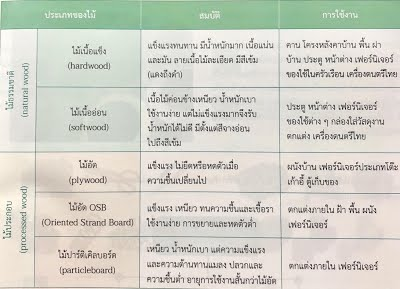 ประเภทของไม้
สมบัติ
การใช้งาน
ไม้ธรรมชาติ
(natural wood)
ไม้เนื้อแข็ง
(hardwood)
แข็งแรงทนทาน มีน้ำหนักมาก เนื้อแน่น
และมัน ลายเนื้อไม้ละเอียด มีสีเข้ม
(แดงถึงดำ)
คาน โครงหลังคาบ้าน พื้น ฝา
บ้าน ประตู หน้าต่าง เฟอร์นิเจอร์
ของใช้ในครัวเรือน เครื่องดนตรีไทย
ไม้เนื้ออ่อน
(softwood)
เนื้อไม้ค่อนข้างเหนียว น้ำหนักเบา
ใช้งานง่าย แต่ไม่แข็งแรงมากจึงรับ
น้ำหนักได้ไม่ดี มีตั้งแต่สีจางอ่อน
ไปถึงสีเข้ม
ประตู หน้าต่าง เฟอร์นิเจอร์
ของใช้ต่าง ๆ กล่องใส่วัสดุงาน
ตกแต่ง เครื่องดนตรีไทย
ไม้ประกอบ
(processed wood)
ไม้อัด
(plywood)
แข็งแรง ไม่ยืดหรือหดตัวเมื่อ
ความชื้นเปลี่ยนไป
ผนังบ้าน เฟอร์นิเจอร์ประเภทโต๊ะ
เก้าอี้ ตู้เก็บของ
ไม้อัด OSB
(Oriented Strand Board)
แข็งแรง เหนียว ทนความชื้นและเชื้อรา
ใช้งานง่าย การขยายและหดตัวต่ำ
ตกแต่งภายใน ฝ้า พื้น ผนัง
เฟอร์นิเจอร์
ไม้ปาร์ติเคิลบอร์ด
(particleboard)
เหนียว น้ำหนักเบา แต่ความแข็งแรง
และความต้านทานแมลง ปลวกและ
ความชื้นต่ำ อายุการใช้งานสั้นกว่าไม้อัด
ตกแต่งภายใน เฟอร์นิเจอร์